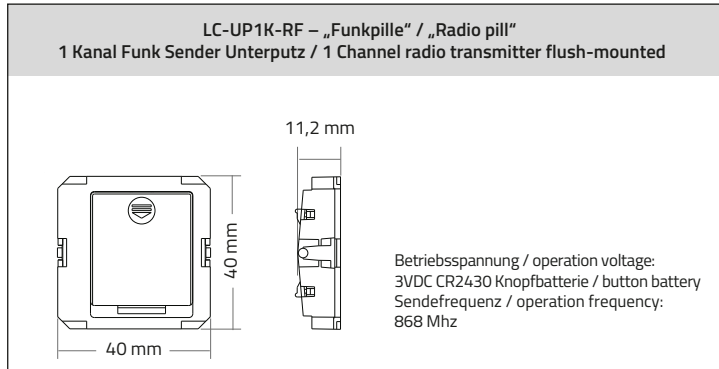 LC-UP1K-RF – „Funkpille“ / „Radio pill“
1 Kanal Funk Sender Unterputz / 1 Channel radio transmitter flush-mounted
11,2 mm
40 mm
40 mm
Betriebsspannung / operation voltage:
3VDC CR2430 Knopfbatterie / button battery
Sendefrequenz / operation frequency:
868 Mhz